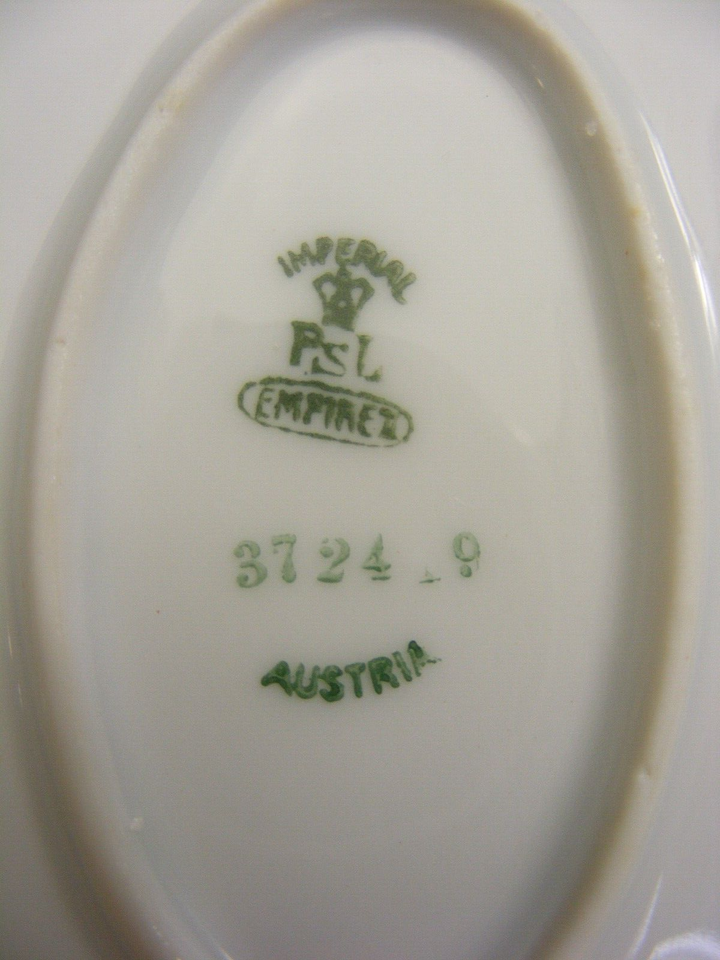 IMPERIAL
PSL
EMPIRE
3724 9
AUSTRIA